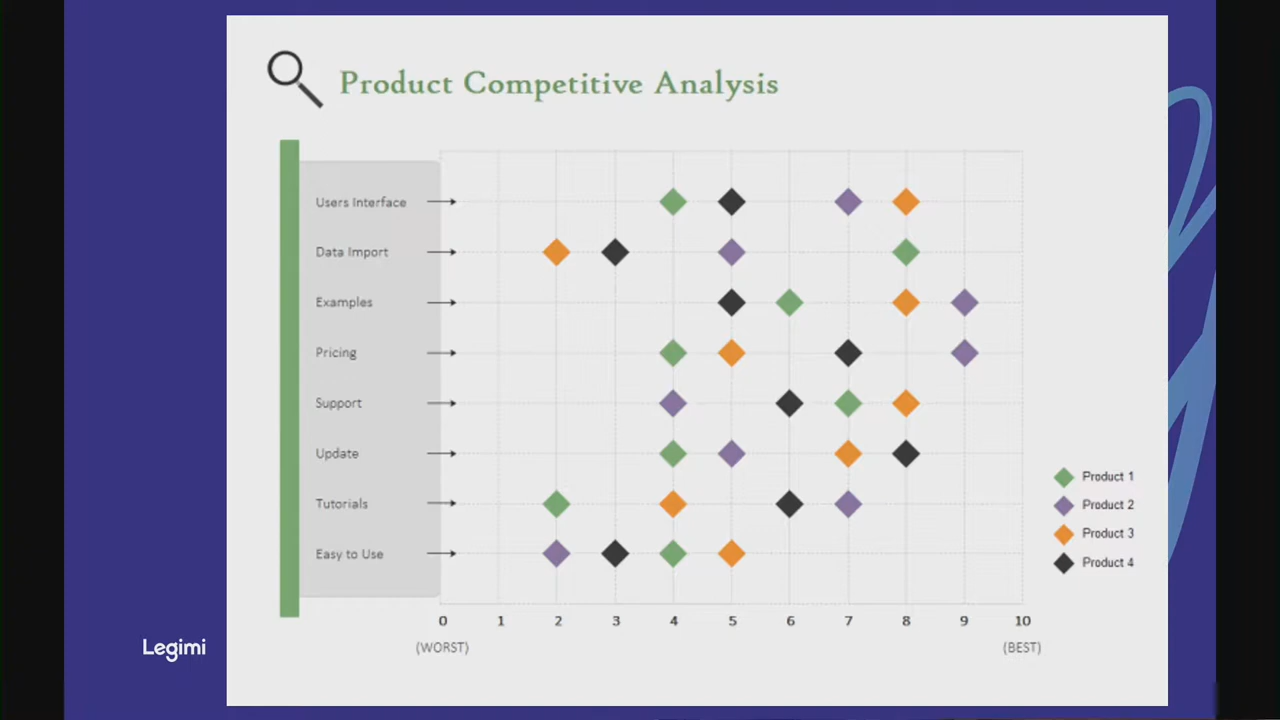 Product Competitive Analysis
Users Interface
Data Import
Examples
Pricing
Support
Update
Tutorials
Easy to Use
Product 1
Product 2
Product 3
Product 4
0 1 2 3 4 5 6 7 8 9 10
(WORST) (BEST)
Legimi